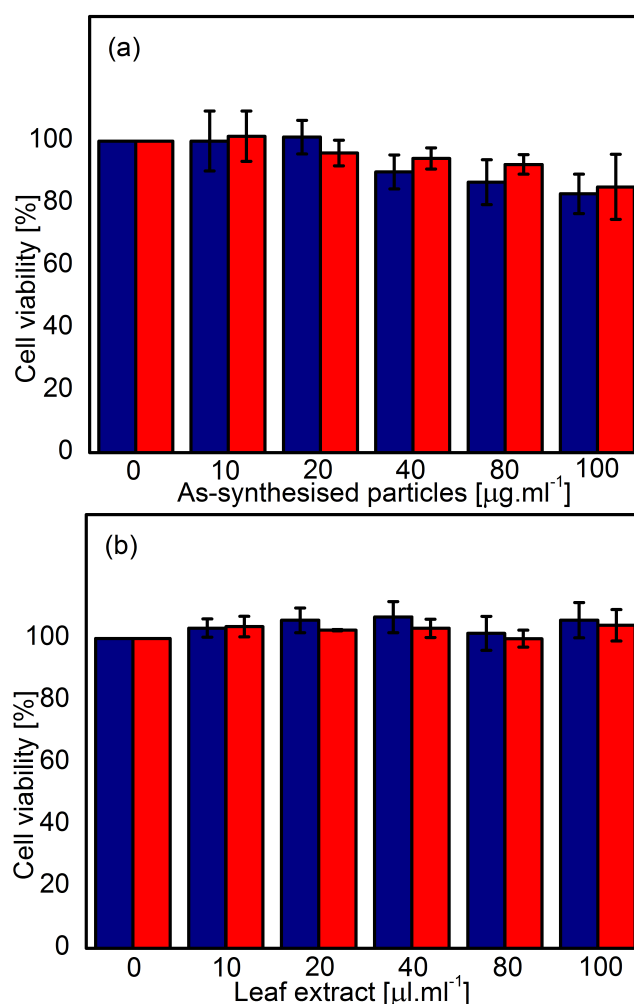 (a)
100
80
60
40
20
0
Cell viability [%]
0 10 20 40 80 100
As-synthesised particles [μg.ml⁻¹]
(b)
100
80
60
40
20
0
Cell viability [%]
0 10 20 40 80 100
Leaf extract [μl.ml⁻¹]